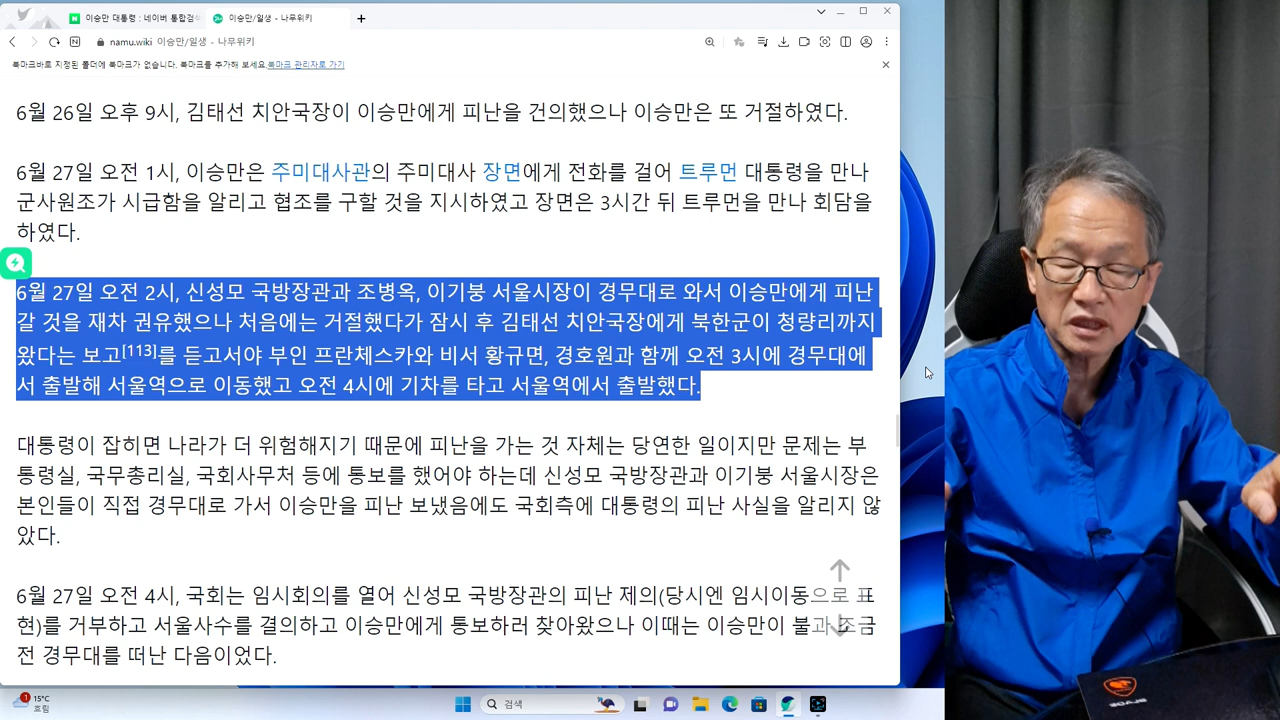 이승만 대통령 : 네이버 통합검색
이승만/일생 - 나무위키
namu.wiki 이승만/일생 - 나무위키
북마크바로 지정된 폴더에 북마크가 없습니다. 북마크를 추가해 보세요.북마크 관리자로 가기
6월 26일 오후 9시, 김태선 치안국장이 이승만에게 피난을 건의했으나 이승만은 또 거절하였다.
6월 27일 오전 1시, 이승만은 주미대사관의 주미대사 장면에게 전화를 걸어 트루먼 대통령을 만나
군사원조가 시급함을 알리고 협조를 구할 것을 지시하였고 장면은 3시간 뒤 트루먼을 만나 회담을
하였다.
6월 27일 오전 2시, 신성모 국방장관과 조병옥, 이기붕 서울시장이 경무대로 와서 이승만에게 피난
갈 것을 재차 권유했으나 처음에는 거절했다가 잠시 후 김태선 치안국장에게 북한군이 청량리까지
왔다는 보고[113]를 듣고서야 부인 프란체스카와 비서 황규면, 경호원과 함께 오전 3시에 경무대에
서 출발해 서울역으로 이동했고 오전 4시에 기차를 타고 서울역에서 출발했다.
대통령이 잡히면 나라가 더 위험해지기 때문에 피난을 가는 것 자체는 당연한 일이지만 문제는 부
통령실, 국무총리실, 국회사무처 등에 통보를 했어야 하는데 신성모 국방장관과 이기붕 서울시장은
본인들이 직접 경무대로 가서 이승만을 피난 보냈음에도 국회측에 대통령의 피난 사실을 알리지 않
았다.
6월 27일 오전 4시, 국회는 임시회의를 열어 신성모 국방장관의 피난 제의(당시엔 임시이동으로 표
현)를 거부하고 서울사수를 결의하고 이승만에게 통보하러 찾아왔으나 이때는 이승만이 불과 조금
전 경무대를 떠난 다음이었다.
1
15°C
흐림
검색
BLADE